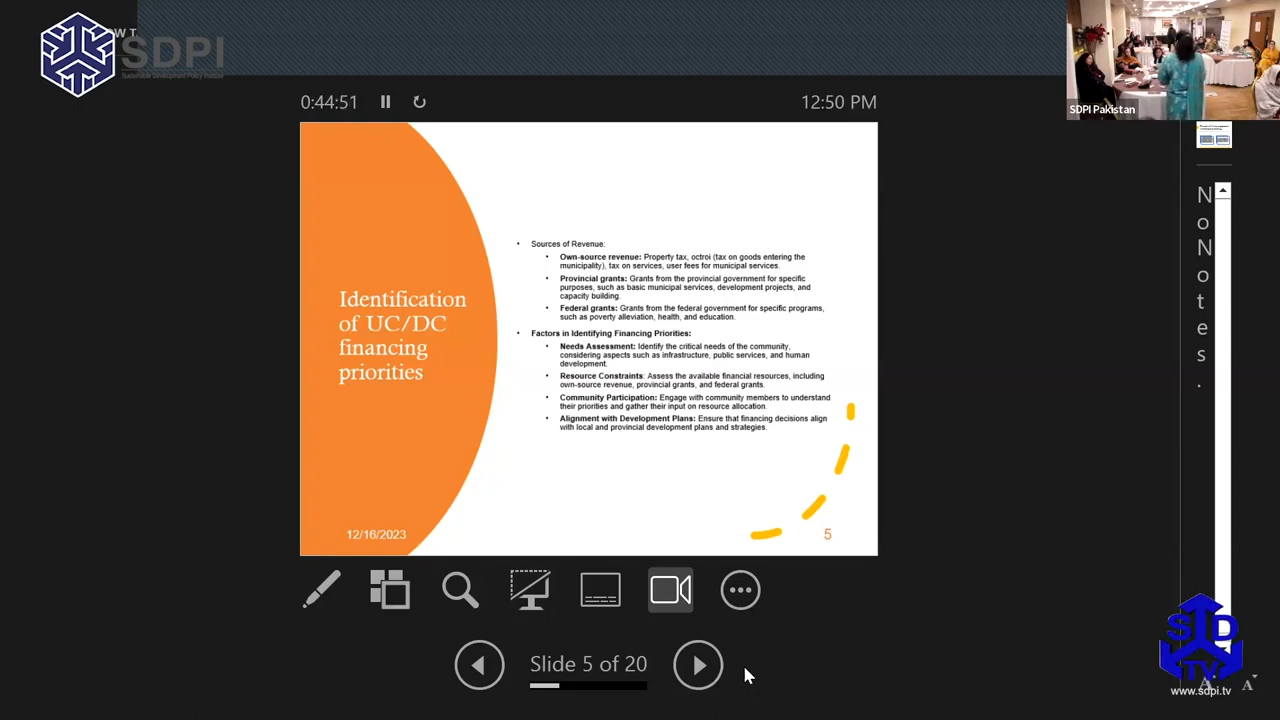 W T
SDPI
Sustainable Development Policy Institute
SDPI Pakistan
0:44:51
12:50 PM
Identification
of UC/DC
financing
priorities
• Sources of Revenue:
• Own-source revenue: Property tax, octroi (tax on goods entering the
municipality), tax on services, user fees for municipal services.
• Provincial grants: Grants from the provincial government for specific
purposes, such as basic municipal services, development projects, and
capacity building.
• Federal grants: Grants from the federal government for specific programs,
such as poverty alleviation, health, and education.
• Factors in Identifying Financing Priorities:
• Needs Assessment: Identify the critical needs of the community,
considering aspects such as infrastructure, public services, and human
development.
• Resource Constraints: Assess the available financial resources, including
own-source revenue, provincial grants, and federal grants.
• Community Participation: Engage with community members to understand
their priorities and gather their input on resource allocation.
• Alignment with Development Plans: Ensure that financing decisions align
with local and provincial development plans and strategies.
12/16/2023
5
No Notes.
Slide 5 of 20
SD
TV
www.sdpi.tv
A A